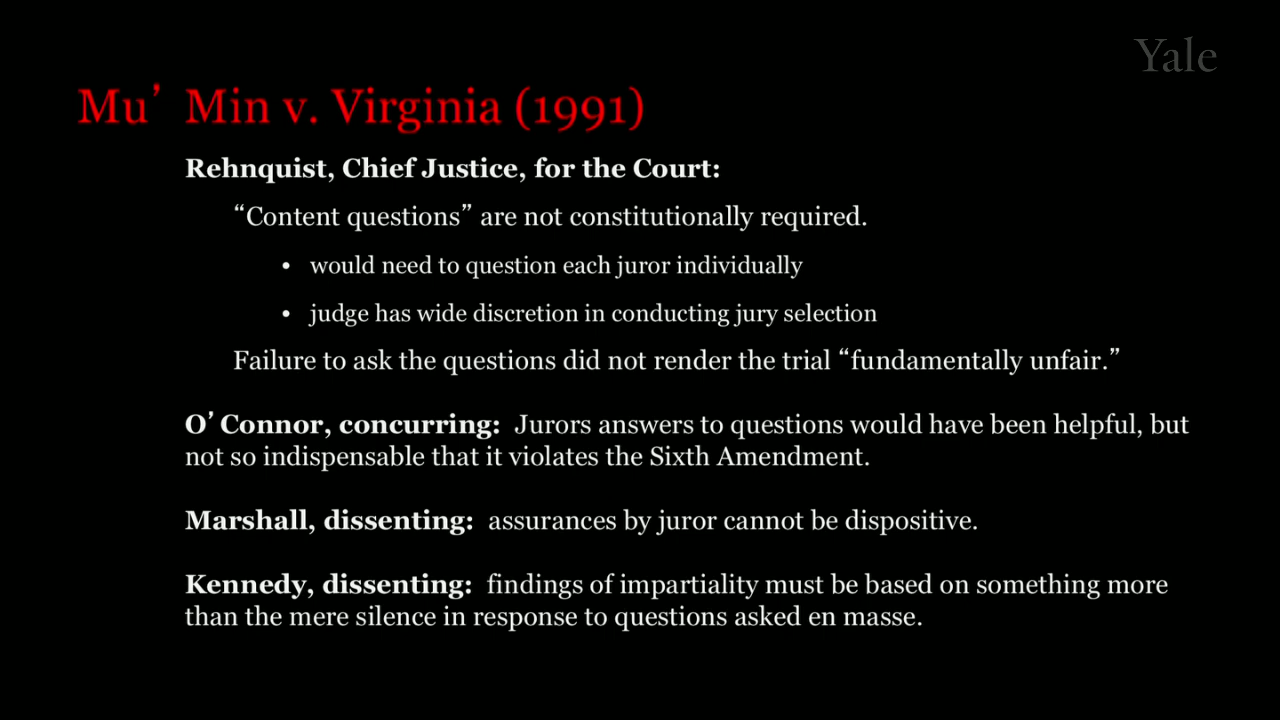 Yale
Mu’ Min v. Virginia (1991)
Rehnquist, Chief Justice, for the Court:
“Content questions” are not constitutionally required.
• would need to question each juror individually
• judge has wide discretion in conducting jury selection
Failure to ask the questions did not render the trial “fundamentally unfair.”
O’ Connor, concurring: Jurors answers to questions would have been helpful, but
not so indispensable that it violates the Sixth Amendment.
Marshall, dissenting: assurances by juror cannot be dispositive.
Kennedy, dissenting: findings of impartiality must be based on something more
than the mere silence in response to questions asked en masse.